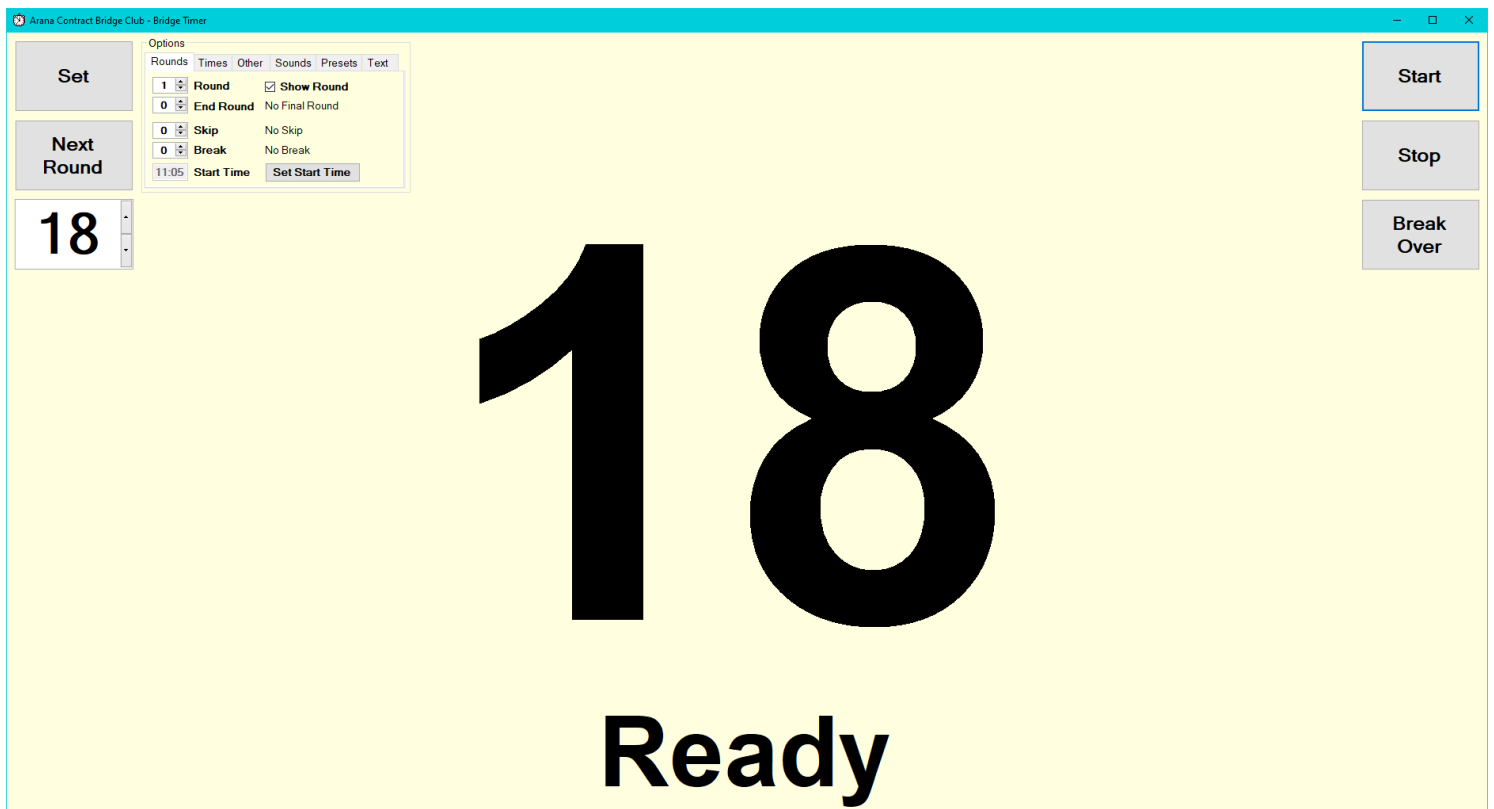 Arana Contract Bridge Club - Bridge Timer
Set
Next
Round
18
Options
Rounds Times Other Sounds Presets Text
1 Round Show Round
0 End Round No Final Round
0 Skip No Skip
0 Break No Break
11:05 Start Time Set Start Time
Start
Stop
Break
Over
18
Ready